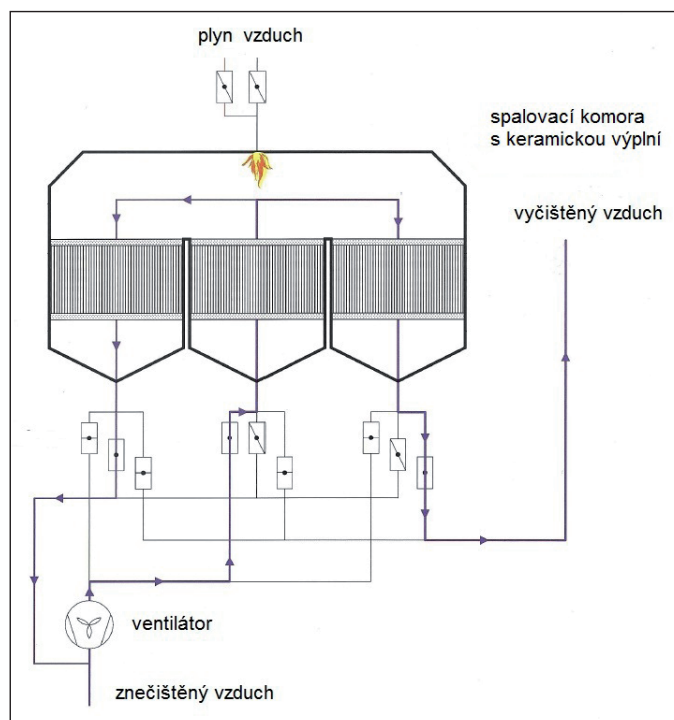 plyn vzduch
spalovací komora
s keramickou výplní
vyčištěný vzduch
ventilátor
znečištěný vzduch